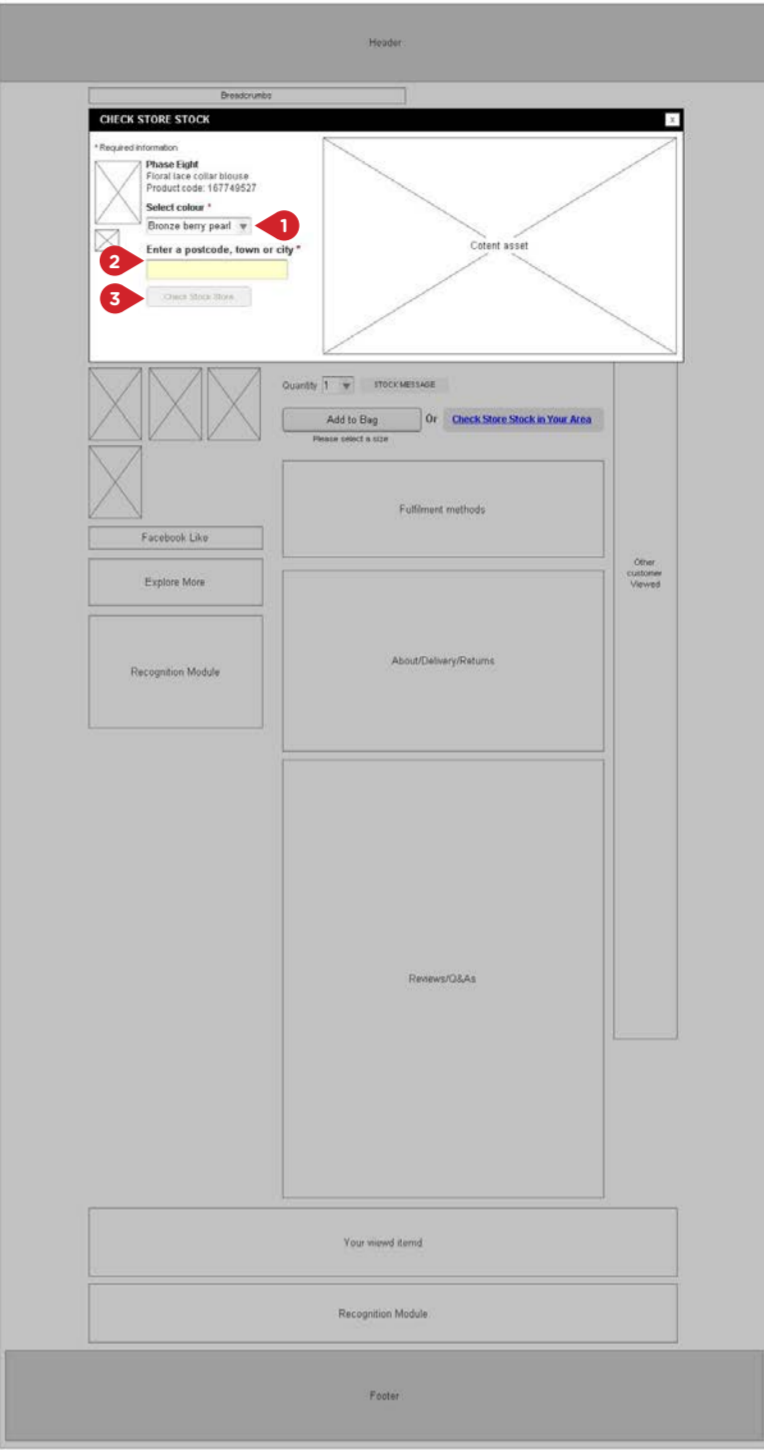 Header
Breadcrumbs
CHECK STORE STOCK
x
* Required information
Phase Eight
Floral lace collar blouse
Product code: 167749527
Select colour *
Bronze berry pearl
1
Enter a postcode, town or city *
2
3
Check Stock Store
Cotent asset
Quantity 1 STOCK MESSAGE
Add to Bag Or Check Store Stock in Your Area
Please select a size
Fulfilment methods
Facebook Like
Explore More
Other
customer
Viewed
Recognition Module
About/Delivery/Returns
Reviews/Q&As
Your viewd itemd
Recognition Module
Footer